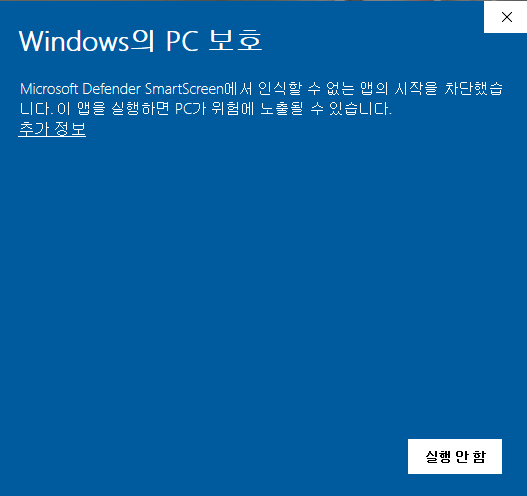 Windows의 PC 보호
Microsoft Defender SmartScreen에서 인식할 수 없는 앱의 시작을 차단했습
니다. 이 앱을 실행하면 PC가 위험에 노출될 수 있습니다.
추가 정보
실행 안 함